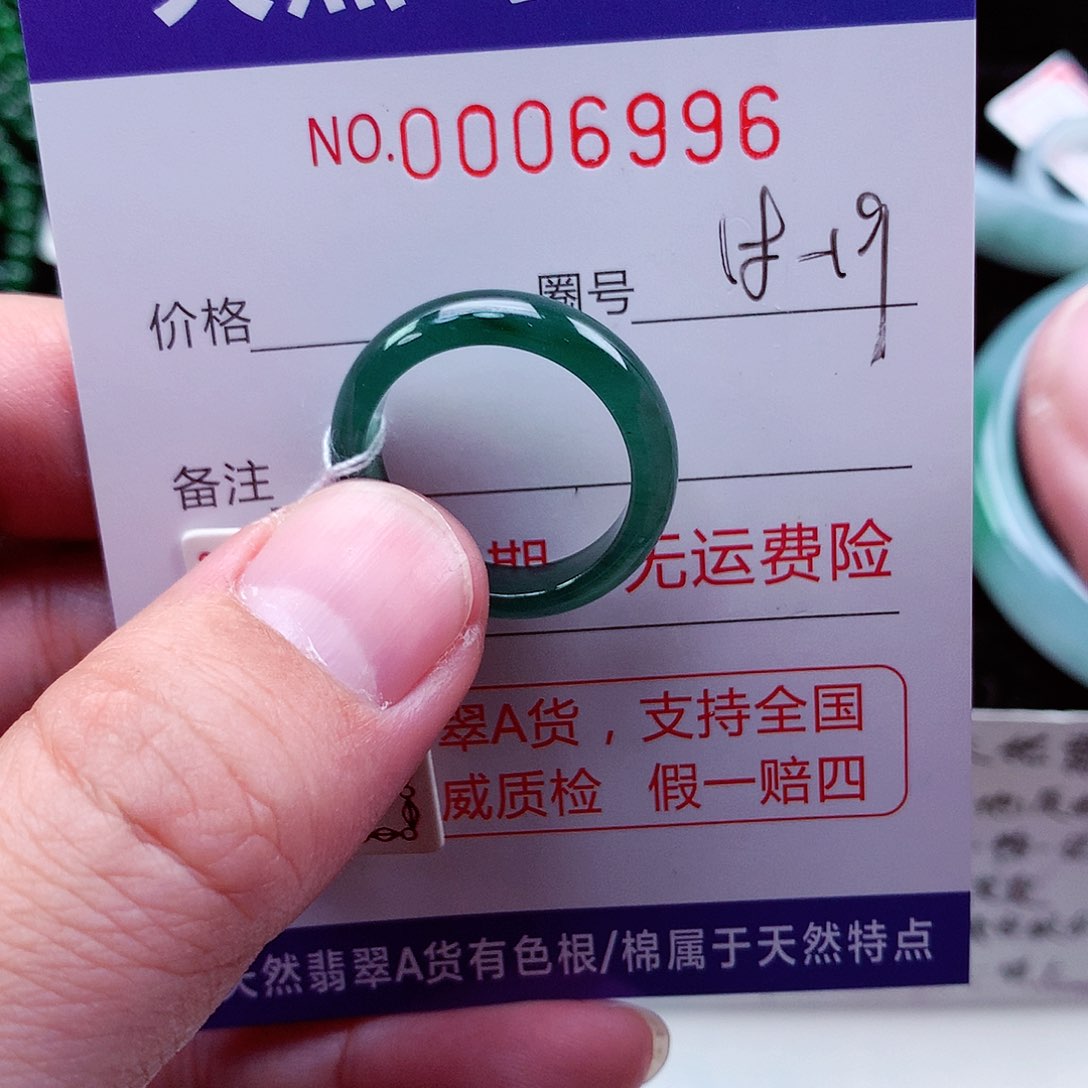 NO.0006996
价格 圈号 18-19
备注
期 无运费险
翠A货，支持全国
威质检 假一赔四
天然翡翠A货有色根/棉属于天然特点